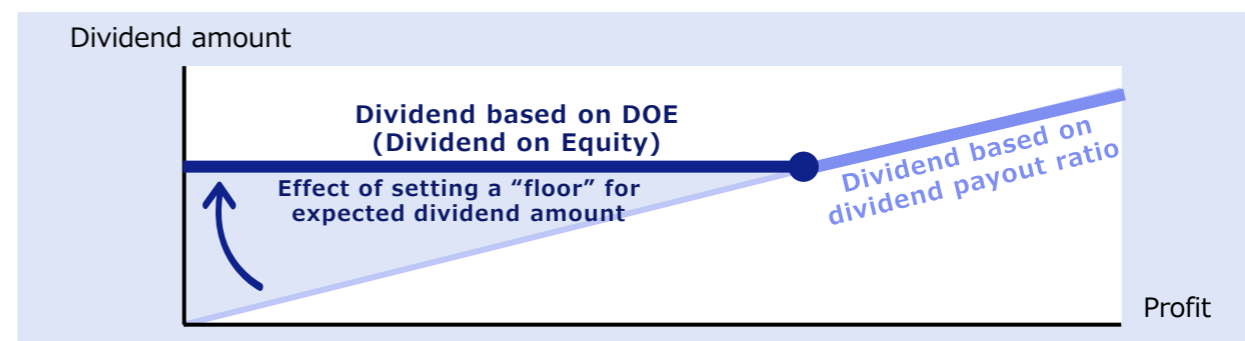 Dividend amount
Dividend based on DOE
(Dividend on Equity)
Effect of setting a “floor” for
expected dividend amount
Dividend based on
dividend payout ratio
Profit